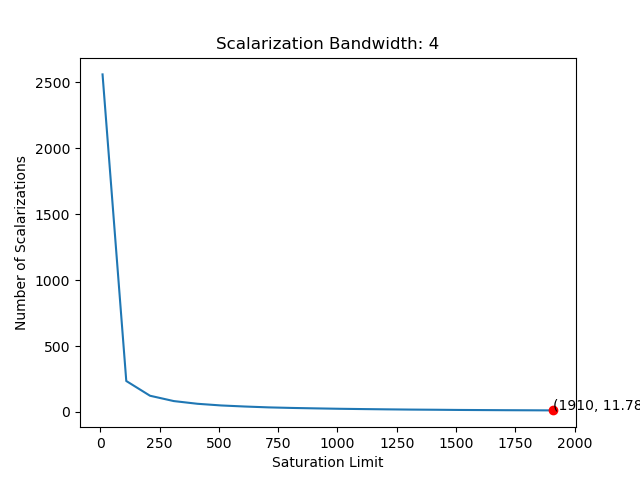 Scalarization Bandwidth: 4
Number of Scalarizations
2500
2000
1500
1000
500
0
(1910, 11.78
0 250 500 750 1000 1250 1500 1750 2000
Saturation Limit